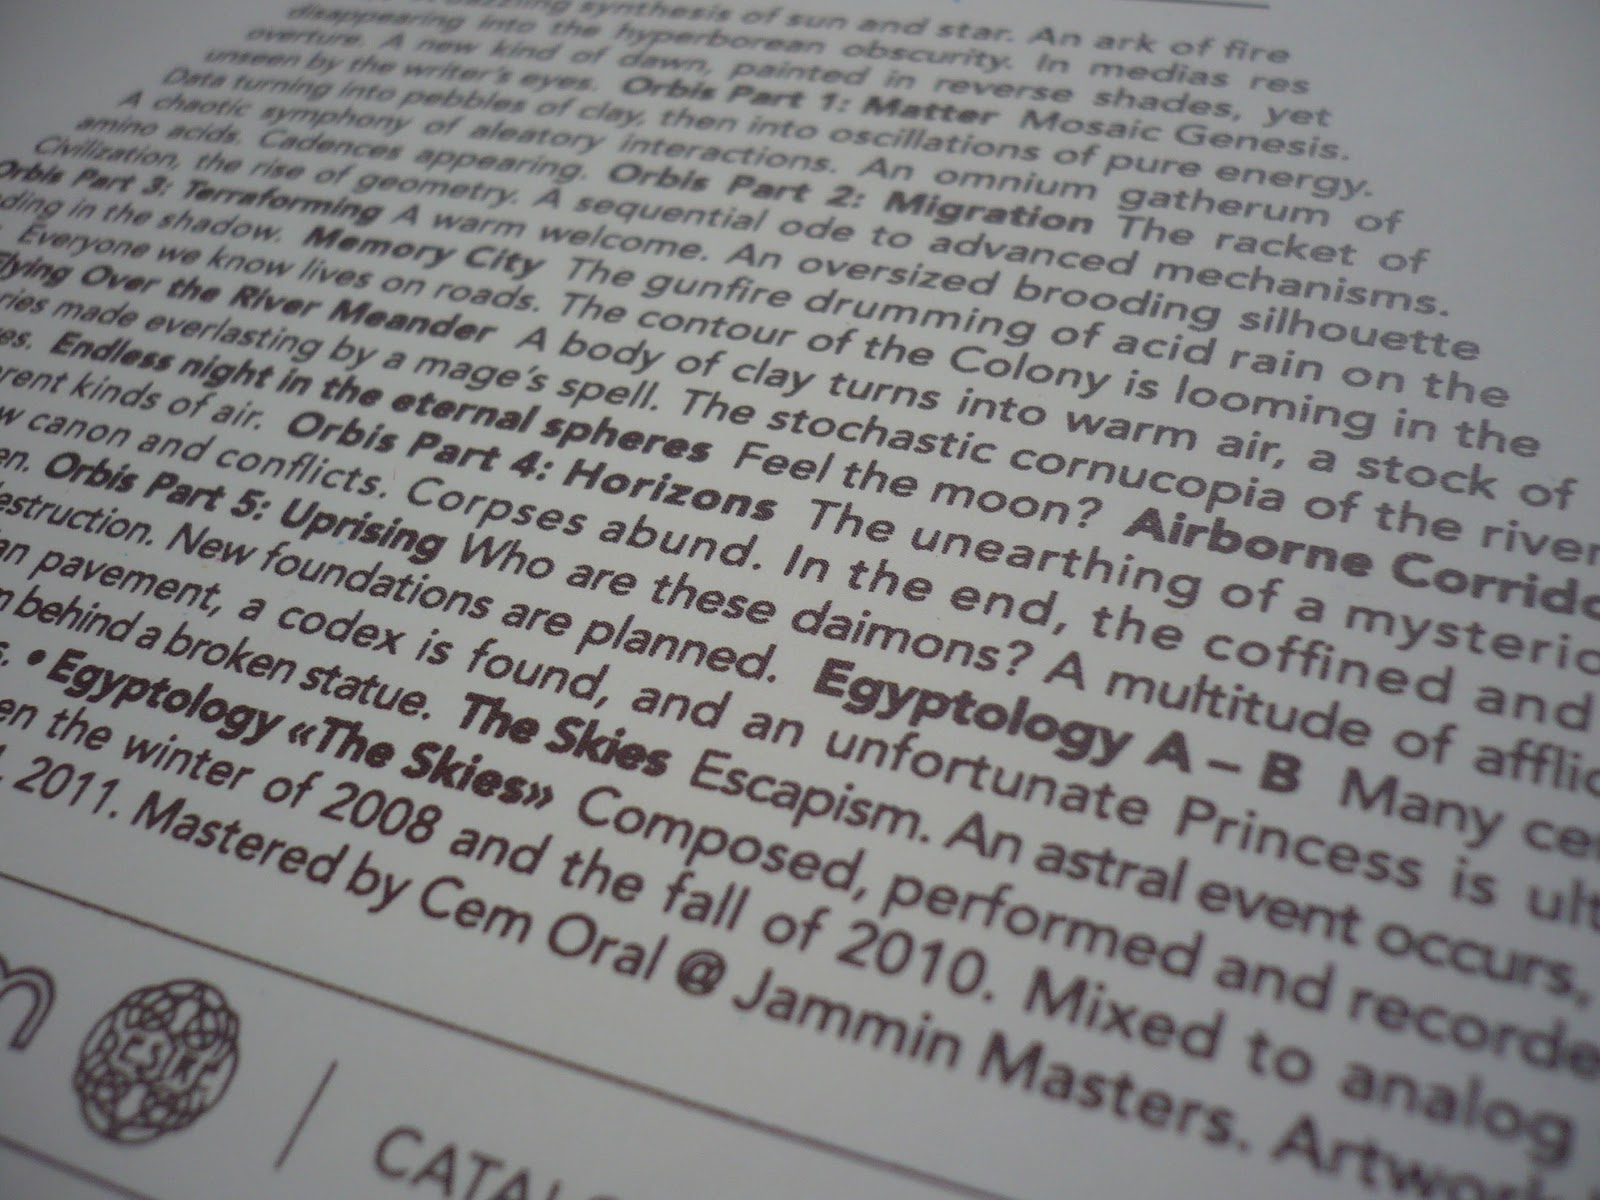 dazzling synthesis of sun and star. An ark of fire
disappearing into the hyperborean obscurity. In medias res
overture. A new kind of dawn, painted in reverse shades, yet
unseen by the writer's eyes. Orbis Part 1: Matter Mosaic Genesis.
Data turning into pebbles of clay, then into oscillations of pure energy.
A chaotic symphony of aleatory interactions. An omnium gatherum of
amino acids. Cadences appearing. Orbis Part 2: Migration The racket of
Civilization, the rise of geometry. A sequential ode to advanced mechanisms.
Orbis Part 3: Terraforming A warm welcome. An oversized brooding silhouette
ding in the shadow. Memory City The gunfire drumming of acid rain on the
Everyone we know lives on roads. The contour of the Colony is looming in the
Flying Over the River Meander A body of clay turns into warm air, a stock of
ries made everlasting by a mage's spell. The stochastic cornucopia of the river
es. Endless night in the eternal spheres Feel the moon? Airborne Corrido
rent kinds of air. Orbis Part 4: Horizons The unearthing of a mysterio
w canon and conflicts. Corpses abund. In the end, the coffined and
en. Orbis Part 5: Uprising Who are these daimons? A multitude of afflic
estruction. New foundations are planned. Egyptology A – B Many ce
an pavement, a codex is found, and an unfortunate Princess is ult
behind a broken statue. The Skies Escapism. An astral event occurs,
s. • Egyptology «The Skies» Composed, performed and recorde
en the winter of 2008 and the fall of 2010. Mixed to analog
2011. Mastered by Cem Oral @ Jammin Masters. Artwork
CATAL